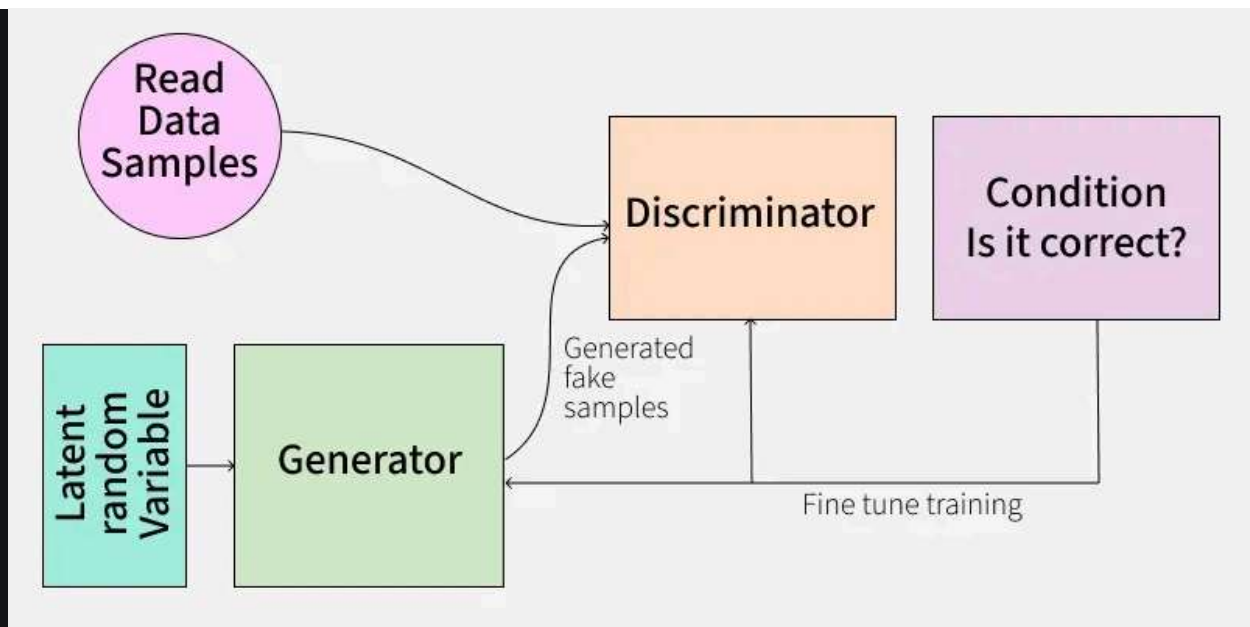 Read
Data
Samples
Discriminator
Condition
Is it correct?
Generated
fake
samples
Latent
random
Variable
Generator
Fine tune training